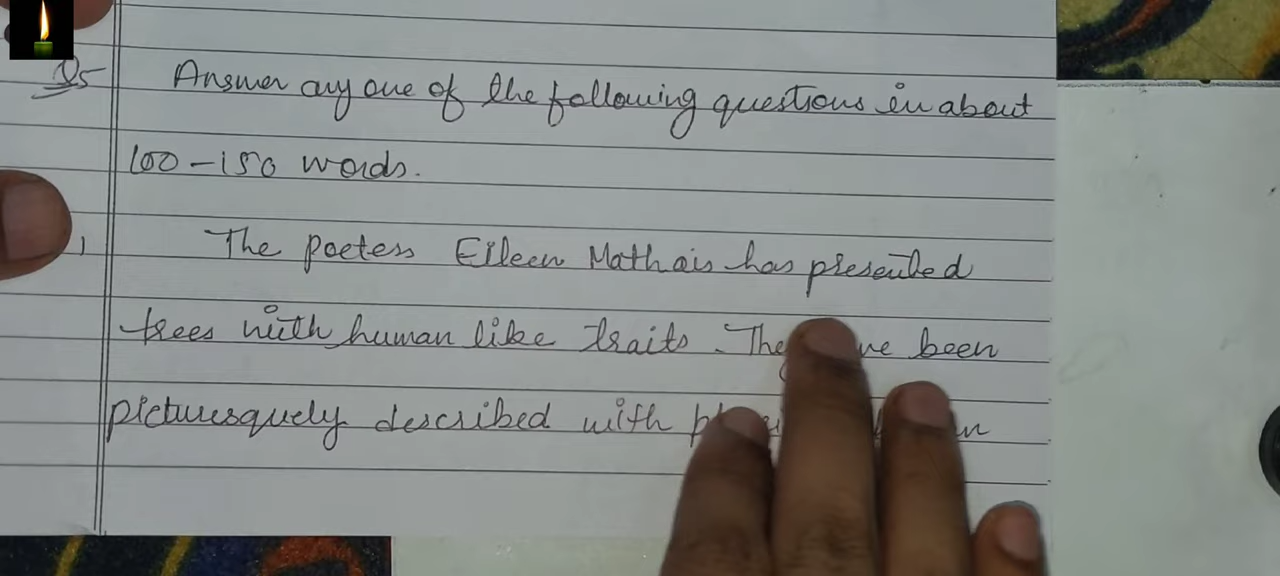 Q5 Answer any one of the following questions in about
100-150 words.
1 The poetess Eileen Mathais has presented
trees with human like traits. been
picturesquely described with